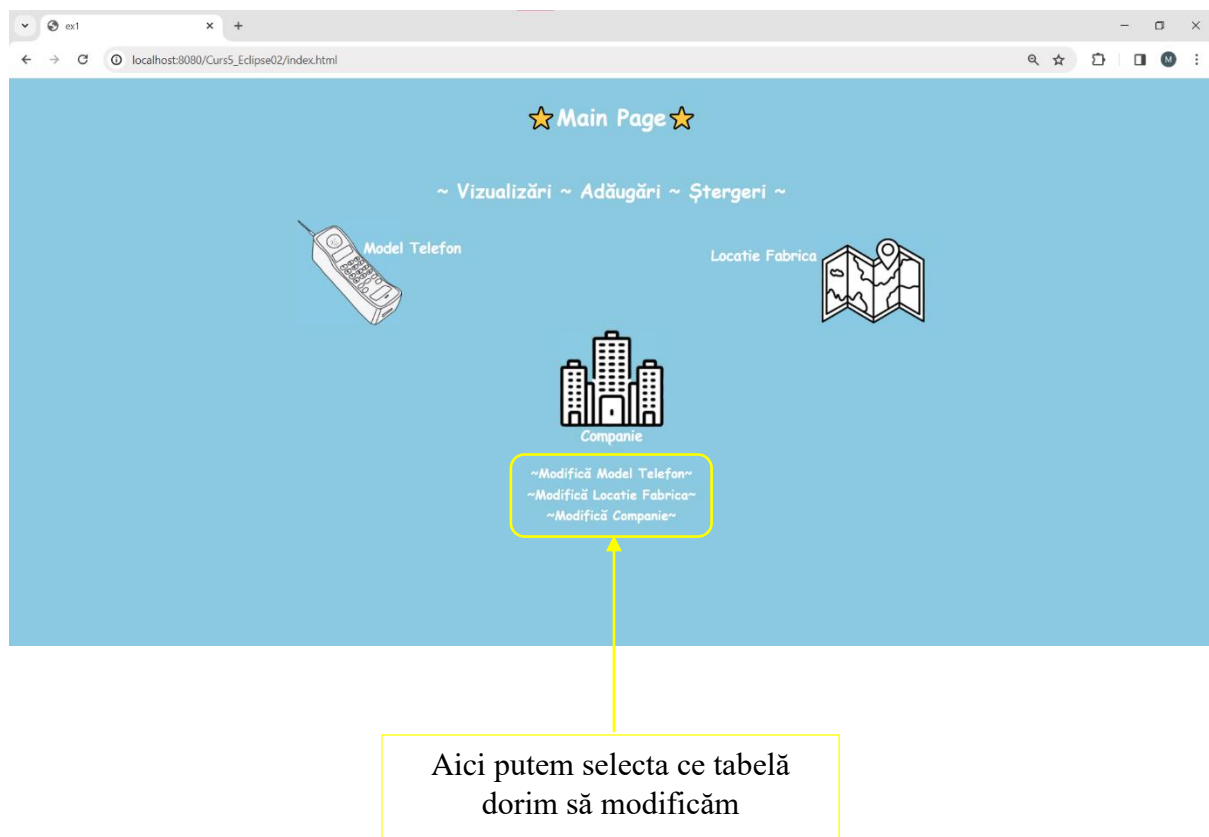 ex1
localhost:8080/Curs5_Eclipse02/index.html
M
Main Page
~ Vizualizări ~ Adăugări ~ Ștergeri ~
Model Telefon
Locatie Fabrica
Companie
~Modifică Model Telefon~
~Modifică Locatie Fabrica~
~Modifică Companie~
Aici putem selecta ce tabelă
dorim să modificăm